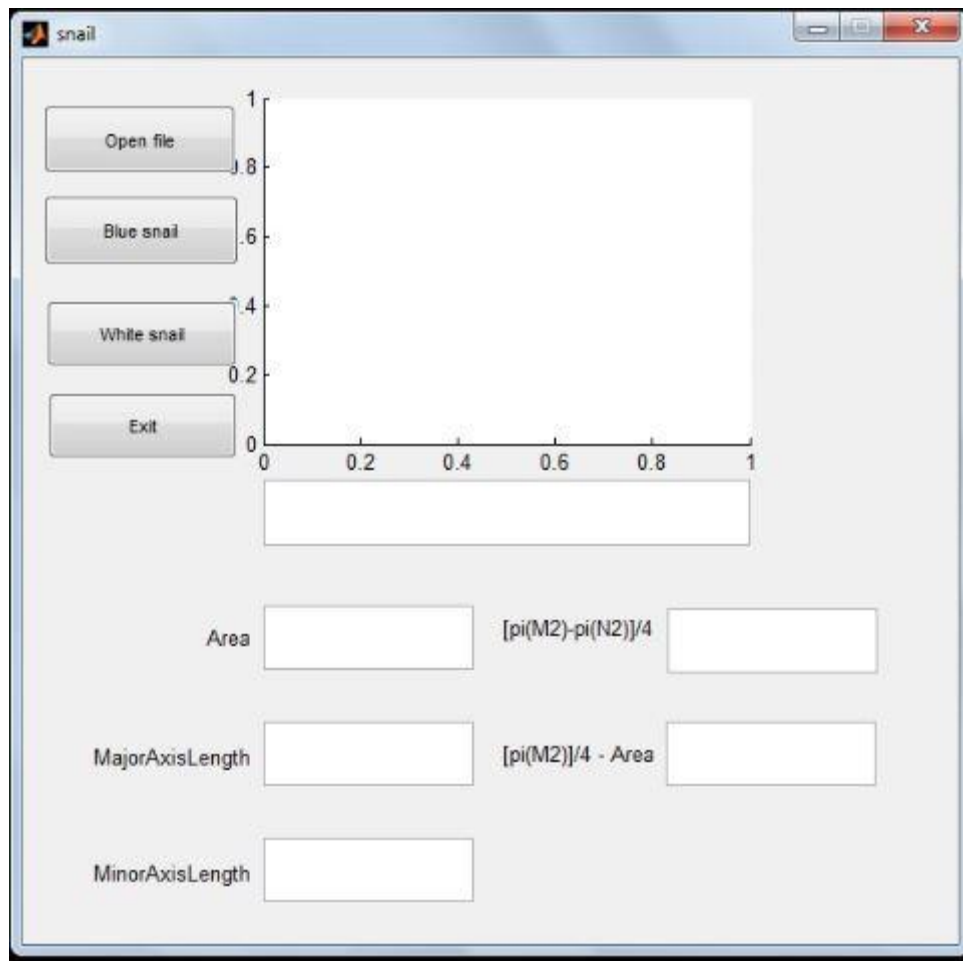 snail
Open file
Blue snail
White snail
Exit
1
.8
.6
.4
0.2
0
0 0.2 0.4 0.6 0.8 1
Area
[pi(M2)-pi(N2)]/4
MajorAxisLength
[pi(M2)]/4 - Area
MinorAxisLength